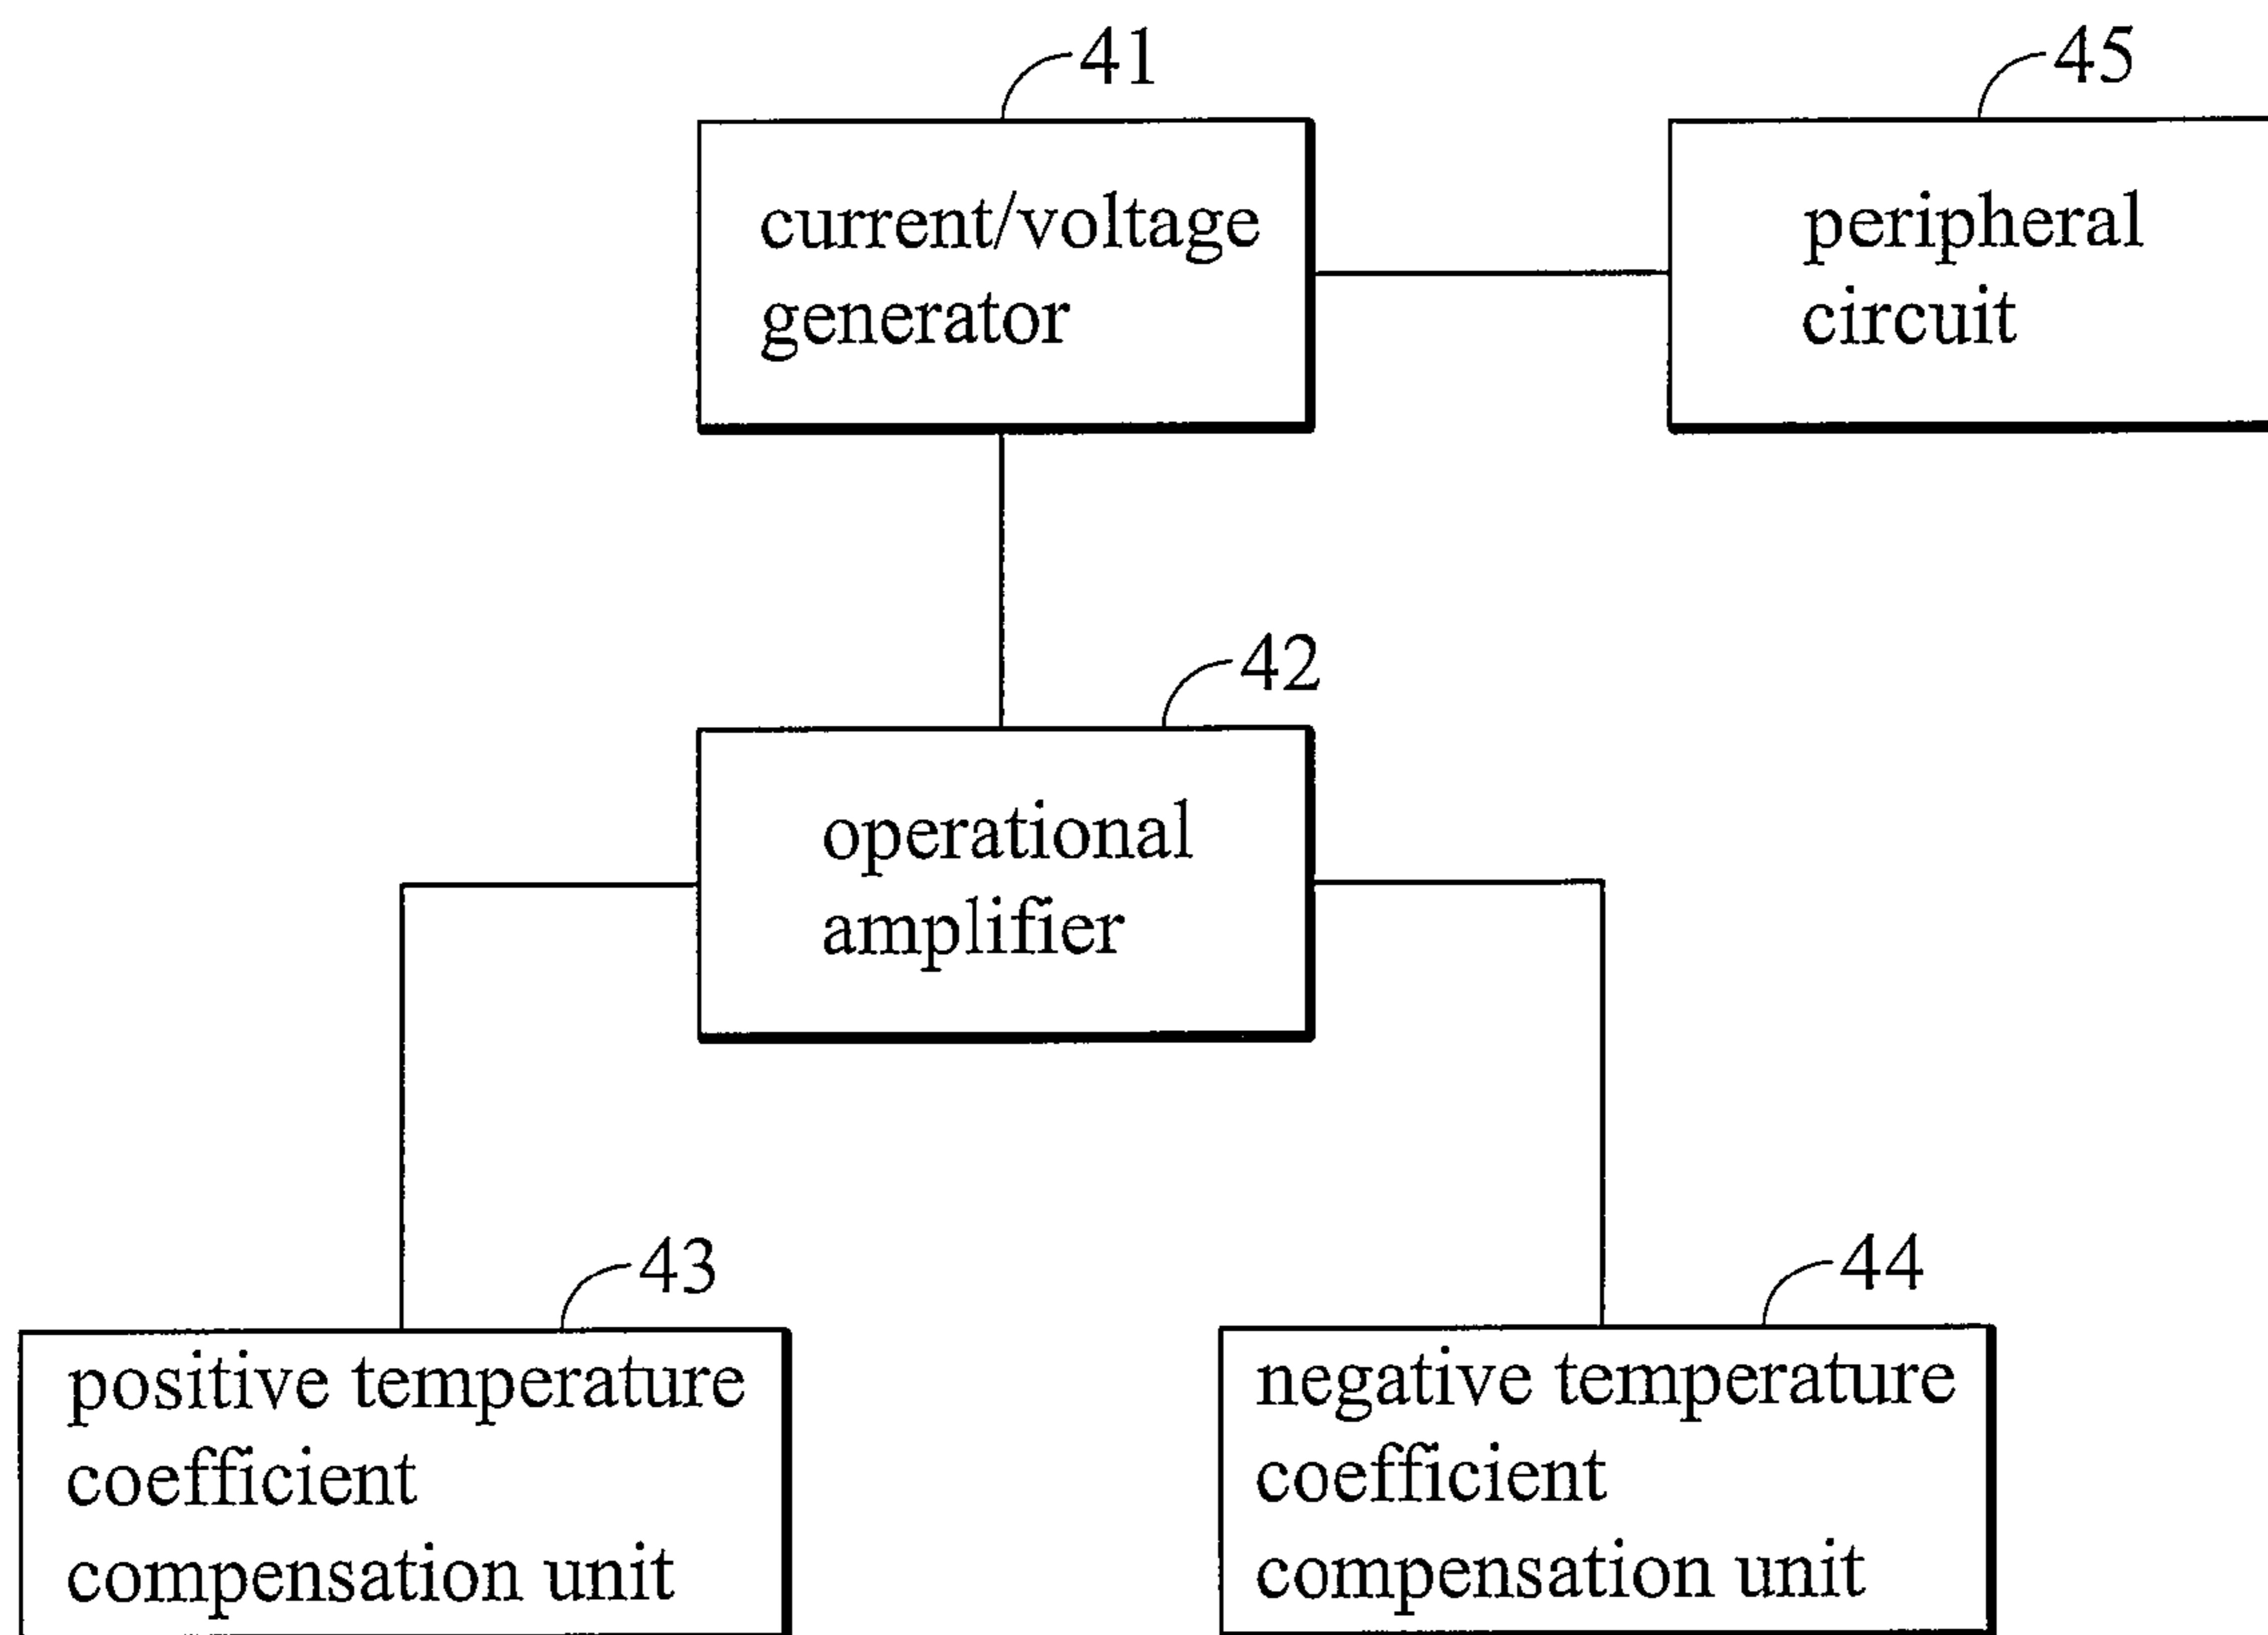 41
45
current/voltage
generator
peripheral
circuit
42
operational
amplifier
43
44
positive temperature
coefficient
compensation unit
negative temperature
coefficient
compensation unit